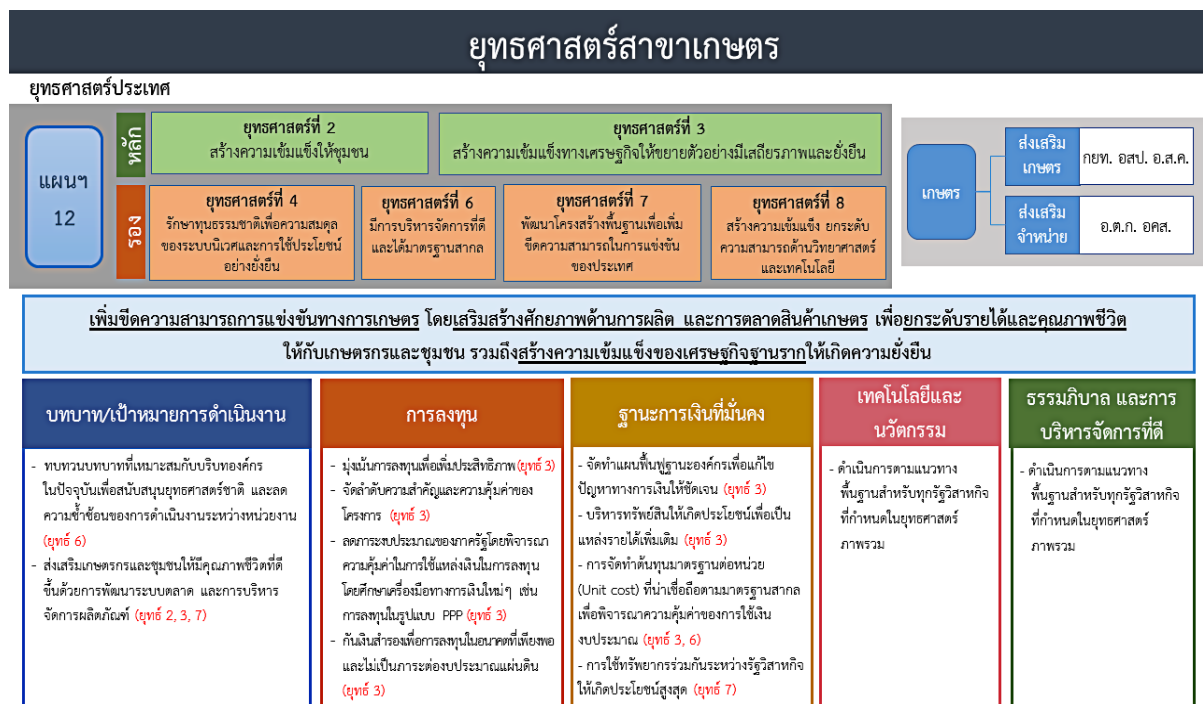 ยุทธศาสตร์สาขาเกษตร
ยุทธศาสตร์ประเทศ
แผนฯ
12
หลัก
ยุทธศาสตร์ที่ 2
สร้างความเข้มแข็งให้ชุมชน
ยุทธศาสตร์ที่ 3
สร้างความเข้มแข็งทางเศรษฐกิจให้ขยายตัวอย่างมีเสถียรภาพและยั่งยืน
รอง
ยุทธศาสตร์ที่ 4
รักษาทุนธรรมชาติเพื่อความสมดุล
ของระบบนิเวศและการใช้ประโยชน์
อย่างยั่งยืน
ยุทธศาสตร์ที่ 6
มีการบริหารจัดการที่ดี
และได้มาตรฐานสากล
ยุทธศาสตร์ที่ 7
พัฒนาโครงสร้างพื้นฐานเพื่อเพิ่ม
ขีดความสามารถในการแข่งขัน
ของประเทศ
ยุทธศาสตร์ที่ 8
สร้างความเข้มแข็ง ยกระดับ
ความสามารถด้านวิทยาศาสตร์
และเทคโนโลยี
เกษตร
ส่งเสริม
เกษตร
กยท. อสป. อ.ส.ค.
ส่งเสริม
จำหน่าย
อ.ต.ก. อคส.
เพิ่มขีดความสามารถการแข่งขันทางการเกษตร โดยเสริมสร้างศักยภาพด้านการผลิต และการตลาดสินค้าเกษตร เพื่อยกระดับรายได้และคุณภาพชีวิต
ให้กับเกษตรกรและชุมชน รวมถึงสร้างความเข้มแข็งของเศรษฐกิจฐานรากให้เกิดความยั่งยืน
บทบาท/เป้าหมายการดำเนินงาน
- ทบทวนบทบาทที่เหมาะสมกับบริบทองค์กร
ในปัจจุบันเพื่อสนับสนุนยุทธศาสตร์ชาติ และลด
ความซ้ำซ้อนของการดำเนินงานระหว่างหน่วยงาน
(ยุทธ์ 6)
- ส่งเสริมเกษตรกรและชุมชนให้มีคุณภาพชีวิตที่ดี
ขึ้นด้วยการพัฒนาระบบตลาด และการบริหาร
จัดการผลิตภัณฑ์ (ยุทธ์ 2, 3, 7)
การลงทุน
- มุ่งเน้นการลงทุนเพื่อเพิ่มประสิทธิภาพ(ยุทธ์ 3)
- จัดลำดับความสำคัญและความคุ้มค่าของ
โครงการ (ยุทธ์ 3)
- ลดภาระงบประมาณของภาครัฐโดยพิจารณา
ความคุ้มค่าในการใช้แหล่งเงินในการลงทุน
โดยศึกษาเครื่องมือทางการเงินใหม่ๆ เช่น
การลงทุนในรูปแบบ PPP (ยุทธ์ 3)
- กันเงินสำรองเพื่อการลงทุนในอนาคตที่เพียงพอ
และไม่เป็นภาระต่องบประมาณแผ่นดิน
(ยุทธ์ 3)
ฐานะการเงินที่มั่นคง
- จัดทำแผนฟื้นฟูฐานะองค์กรเพื่อแก้ไข
ปัญหาทางการเงินให้ชัดเจน (ยุทธ์ 3)
- บริหารทรัพย์สินให้เกิดประโยชน์เพื่อเป็น
แหล่งรายได้เพิ่มเติม (ยุทธ์ 3)
- การจัดทำต้นทุนมาตรฐานต่อหน่วย
(Unit cost) ที่น่าเชื่อถือตามมาตรฐานสากล
เพื่อพิจารณาความคุ้มค่าของการใช้เงิน
งบประมาณ (ยุทธ์ 3, 6)
- การใช้ทรัพยากรร่วมกันระหว่างรัฐวิสาหกิจ
ให้เกิดประโยชน์สูงสุด (ยุทธ์ 7)
เทคโนโลยีและ
นวัตกรรม
- ดำเนินการตามแนวทาง
พื้นฐานสำหรับทุกรัฐวิสาหกิจ
ที่กำหนดในยุทธศาสตร์
ภาพรวม
ธรรมภิบาล และการ
บริหารจัดการที่ดี
- ดำเนินการตามแนวทาง
พื้นฐานสำหรับทุกรัฐวิสาหกิจ
ที่กำหนดในยุทธศาสตร์
ภาพรวม